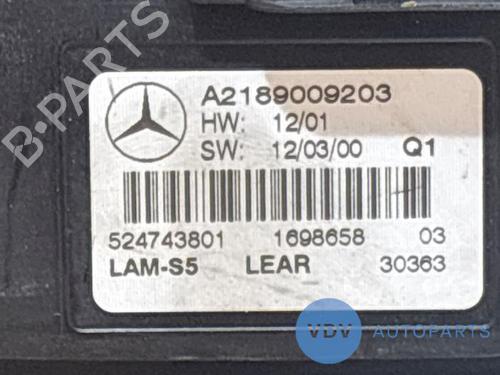 B-PARTS
A2189009203
HW: 12/01
SW: 12/03/00 Q1
524743801 1698658 03
LAM-S5 LEAR 30363
VDV AUTOPARTS